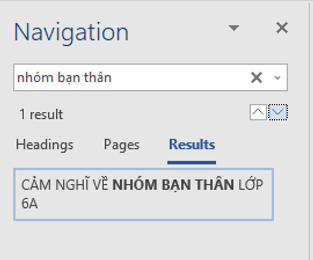 Navigation
nhóm bạn thân
1 result
Headings Pages Results
CẢM NGHĨ VỀ NHÓM BẠN THÂN LỚP
6A